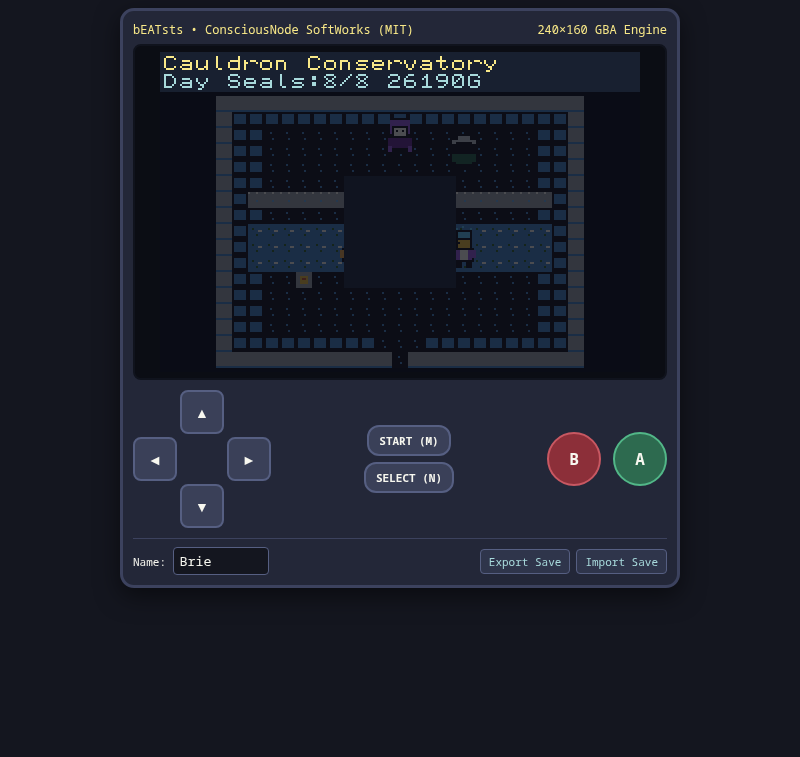 bEATsts • ConsciousNode SoftWorks (MIT)
240×160 GBA Engine
Cauldron Conservatory
Day Seals:8/8 26190G
▲
◀
▶
▼
START (M)
SELECT (N)
B
A
Name: Brie
Export Save
Import Save